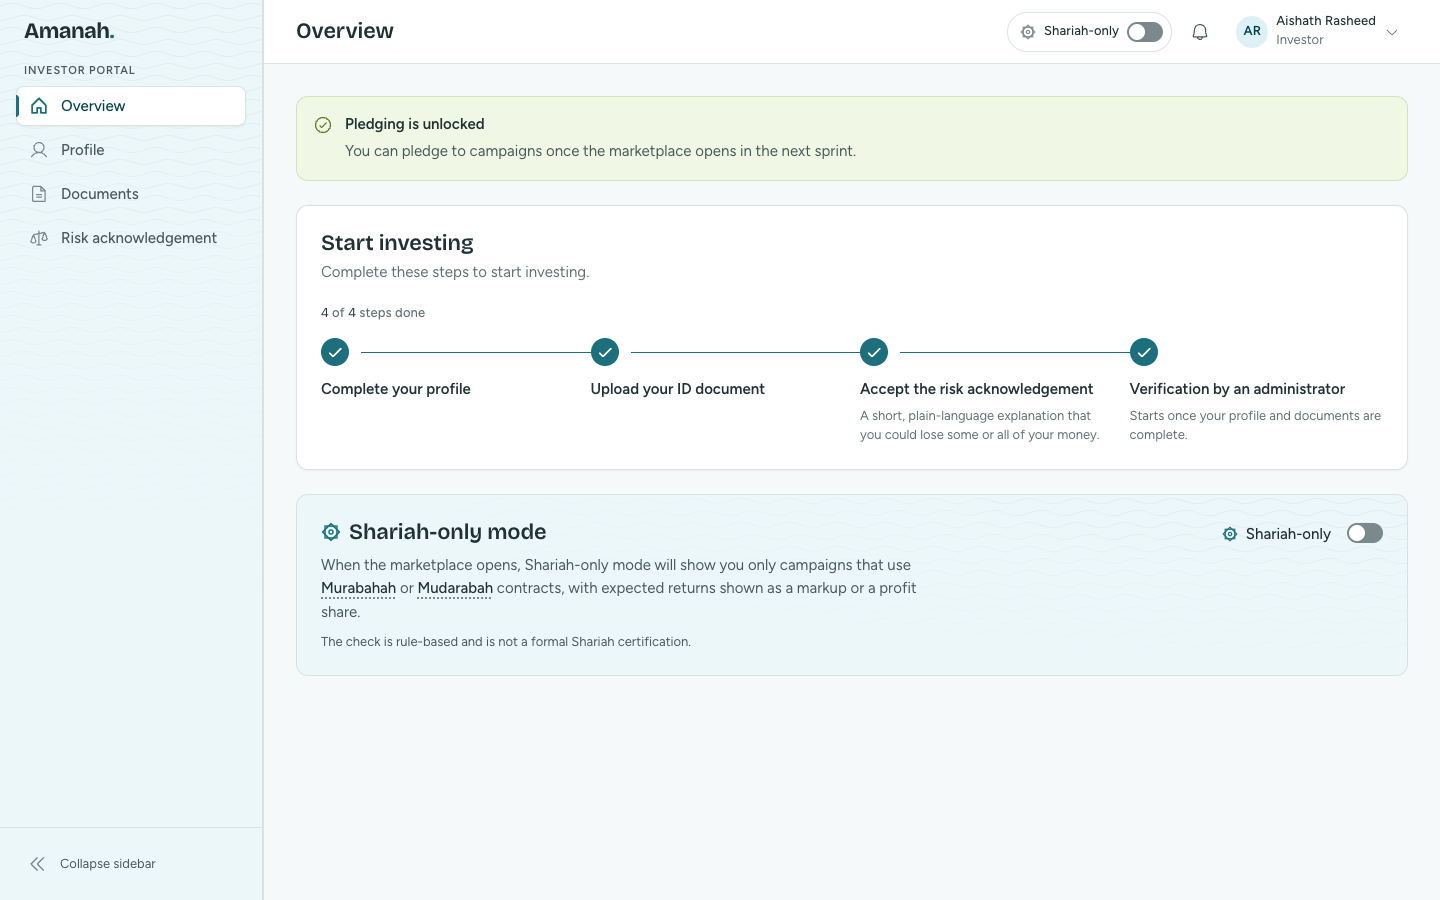 Amanah.
INVESTOR PORTAL
Overview
Profile
Documents
Risk acknowledgement
Collapse sidebar
Overview
Shariah-only
AR
Aishath Rasheed
Investor
Pledging is unlocked
You can pledge to campaigns once the marketplace opens in the next sprint.
Start investing
Complete these steps to start investing.
4 of 4 steps done
Complete your profile
Upload your ID document
Accept the risk acknowledgement
A short, plain-language explanation that
you could lose some or all of your money.
Verification by an administrator
Starts once your profile and documents are
complete.
Shariah-only mode
Shariah-only
When the marketplace opens, Shariah-only mode will show you only campaigns that use
Murabahah or Mudarabah contracts, with expected returns shown as a markup or a profit
share.
The check is rule-based and is not a formal Shariah certification.